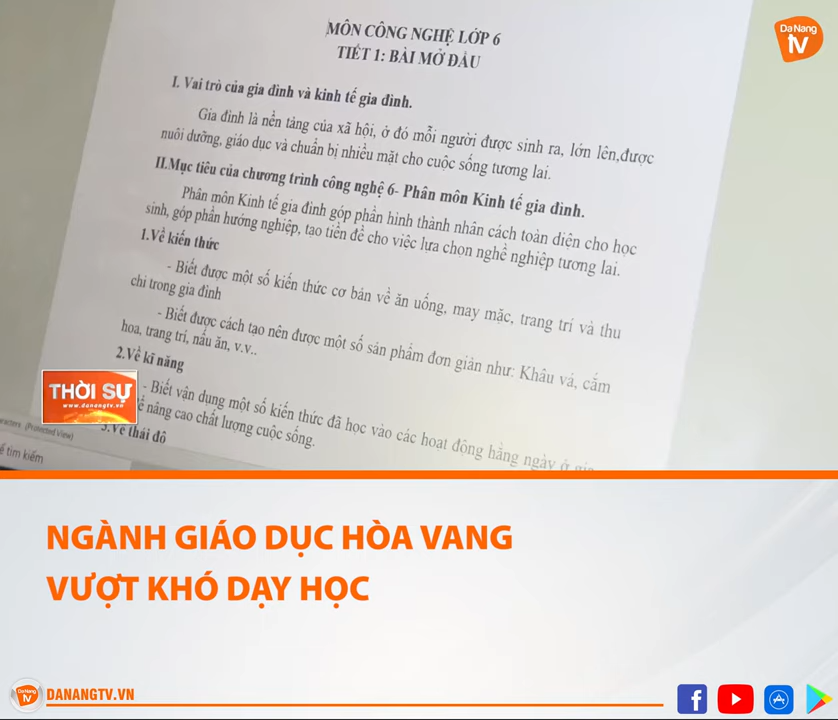 Da Nang
TV
MÔN CÔNG NGHỆ LỚP 6
TIẾT 1: BÀI MỞ ĐẦU
I. Vai trò của gia đình và kinh tế gia đình.
Gia đình là nền tảng của xã hội, ở đó mỗi người được sinh ra, lớn lên,được
nuôi dưỡng, giáo dục và chuẩn bị nhiều mặt cho cuộc sống tương lai.
II.Mục tiêu của chương trình công nghệ 6- Phân môn Kinh tế gia đình.
Phân môn Kinh tế gia đình góp phần hình thành nhân cách toàn diện cho học
sinh, góp phần hướng nghiệp, tạo tiền đề cho việc lựa chon nghề nghiệp tương lai.
1.Về kiến thức
- Biết được một số kiến thức cơ bản về ăn uống, may mặc, trang trí và thu
chi trong gia đình
- Biết được cách tạo nên được một số sản phẩm đơn giản như: Khâu vá, cắm
hoa, trang trí, nấu ăn, v.v..
2.Về kĩ năng
- Biết vận dụng một số kiến thức đã học vào các hoạt động hằng ngày ở
để nâng cao chất lượng cuộc sống.
3.Về thái độ
(Protected View)
tìm kiếm
THỜI SỰ
www.danangtv.vn
NGÀNH GIÁO DỤC HÒA VANG
VƯỢT KHÓ DẠY HỌC
Da Nang
TV
DANANGTV.VN